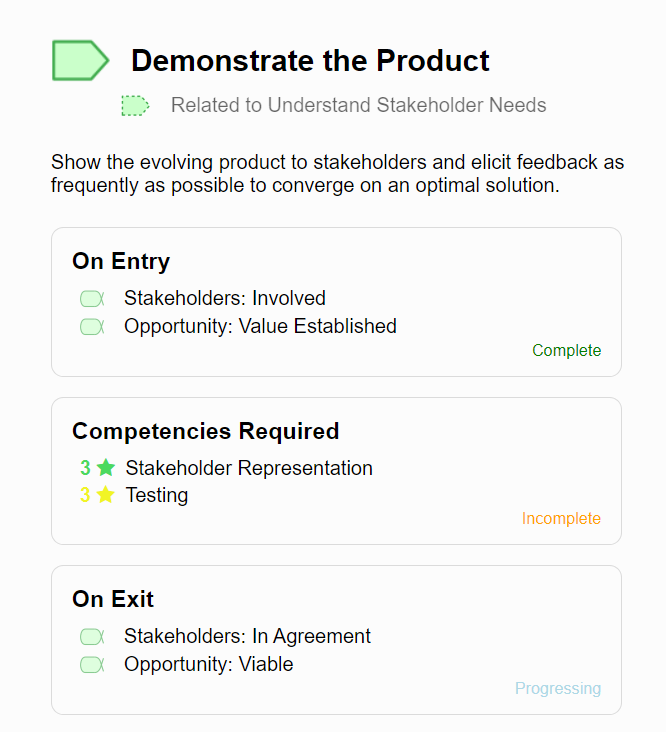 Demonstrate the Product
Related to Understand Stakeholder Needs
Show the evolving product to stakeholders and elicit feedback as
frequently as possible to converge on an optimal solution.
On Entry
Stakeholders: Involved
Opportunity: Value Established
Complete
Competencies Required
3 Stakeholder Representation
3 Testing
Incomplete
On Exit
Stakeholders: In Agreement
Opportunity: Viable
Progressing